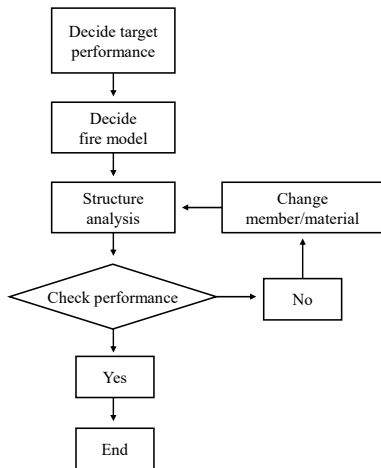 Decide target
performance
Decide
fire model
Structure
analysis
Change
member/material
Check performance
No
Yes
End